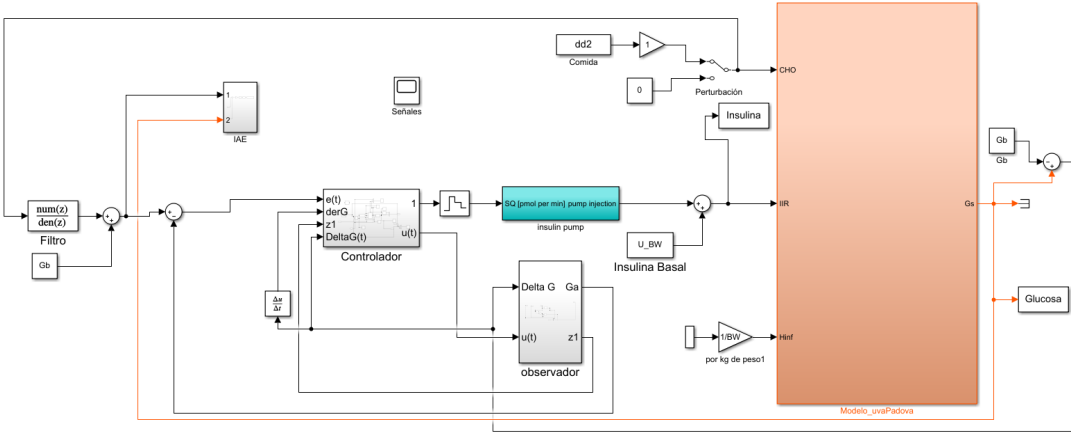 dd2
1
Comida
CHO
0
Perturbación
1
2
IAE
Señales
Insulina
Gb
Gb
num(z)
den(z)
Filtro
Gb
e(t)
derG
z1
DeltaG(t)
1
u(t)
Controlador
SQ [pmol per min] pump injection
insulin pump
IIR
Gs
U_BW
Insulina Basal
Δu
Δt
Delta G
Ga
u(t)
z1
observador
Glucosa
1/BW
por kg de peso1
Hinf
Modelo_uvaPadova